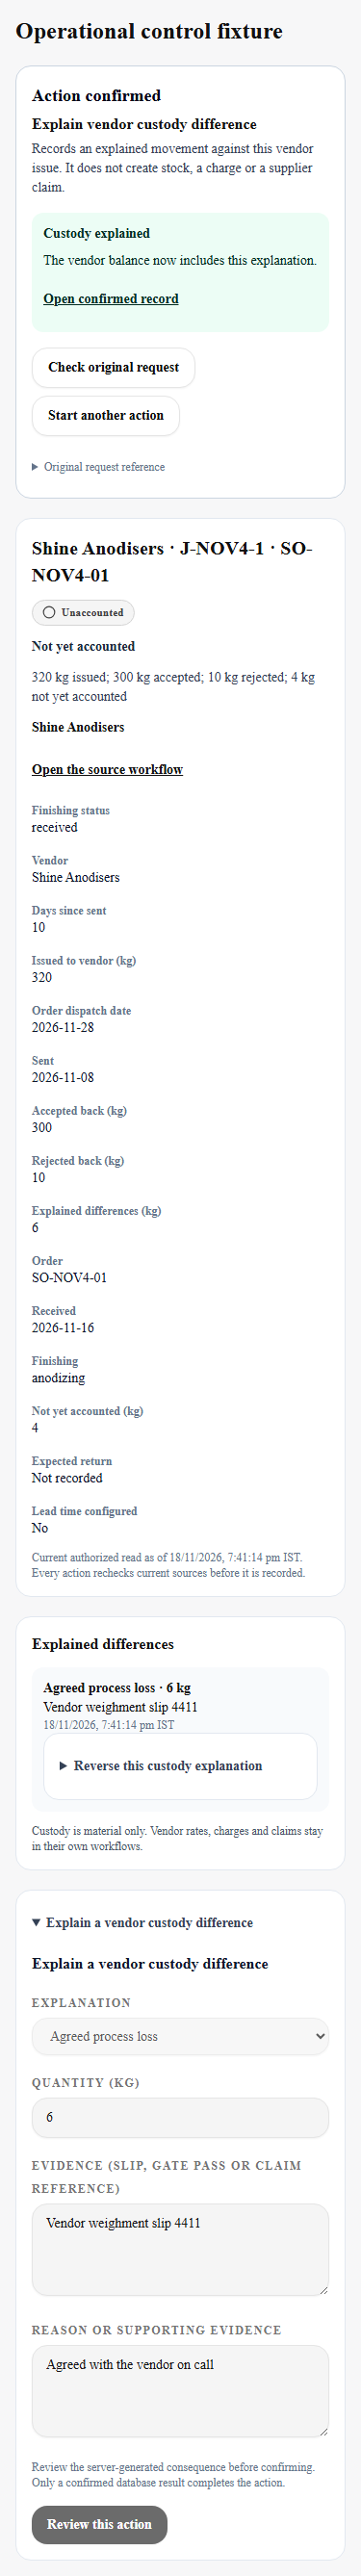 Operational control fixture
Action confirmed
Explain vendor custody difference
Records an explained movement against this vendor
issue. It does not create stock, a charge or a supplier
claim.
Custody explained
The vendor balance now includes this explanation.
Open confirmed record
Check original request
Start another action
Original request reference
Shine Anodisers · J-NOV4-1 · SO-
NOV4-01
Unaccounted
Not yet accounted
320 kg issued; 300 kg accepted; 10 kg rejected; 4 kg
not yet accounted
Shine Anodisers
Open the source workflow
Finishing status
received
Vendor
Shine Anodisers
Days since sent
10
Issued to vendor (kg)
320
Order dispatch date
2026-11-28
Sent
2026-11-08
Accepted back (kg)
300
Rejected back (kg)
10
Explained differences (kg)
6
Order
SO-NOV4-01
Received
2026-11-16
Finishing
anodizing
Not yet accounted (kg)
4
Expected return
Not recorded
Lead time configured
No
Current authorized read as of 18/11/2026, 7:41:14 pm IST.
Every action rechecks current sources before it is recorded.
Explained differences
Agreed process loss · 6 kg
Vendor weighment slip 4411
18/11/2026, 7:41:14 pm IST
Reverse this custody explanation
Custody is material only. Vendor rates, charges and claims stay
in their own workflows.
Explain a vendor custody difference
Explain a vendor custody difference
EXPLANATION
Agreed process loss
QUANTITY (KG)
6
EVIDENCE (SLIP, GATE PASS OR CLAIM
REFERENCE)
Vendor weighment slip 4411
REASON OR SUPPORTING EVIDENCE
Agreed with the vendor on call
Review the server-generated consequence before confirming.
Only a confirmed database result completes the action.
Review this action